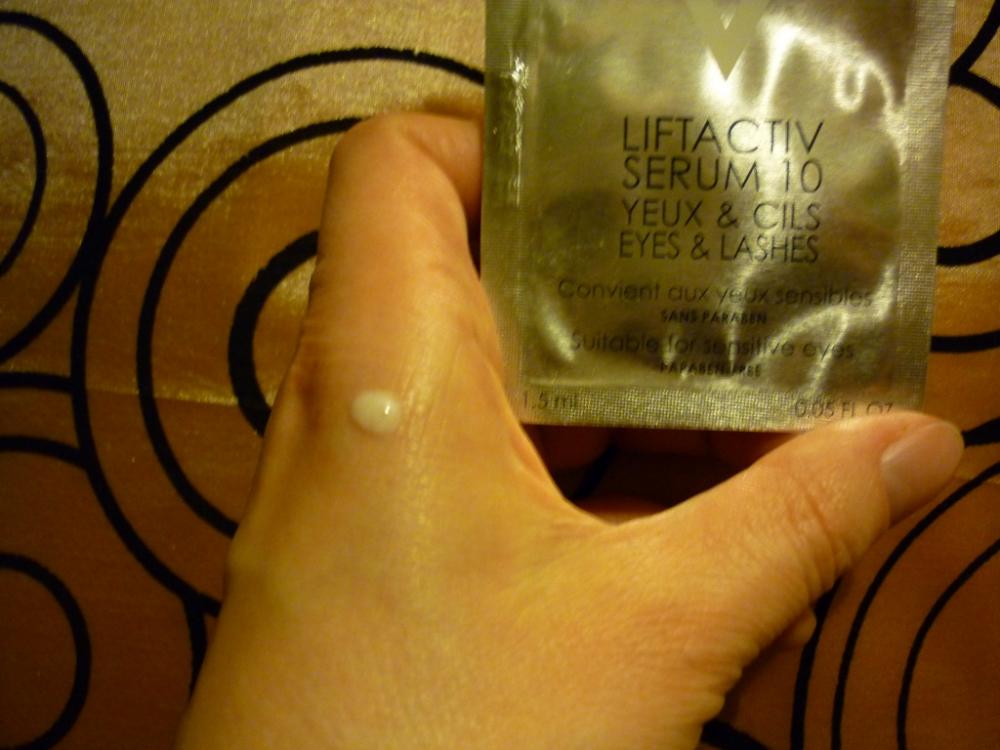 LIFTACTIV
SERUM 10
YEUX & CILS
EYES & LASHES
Convient aux yeux sensibles
SANS PARABEN
Suitable for sensitive eyes
PARABEN FREE
1.5 ml 0.05 FL OZ